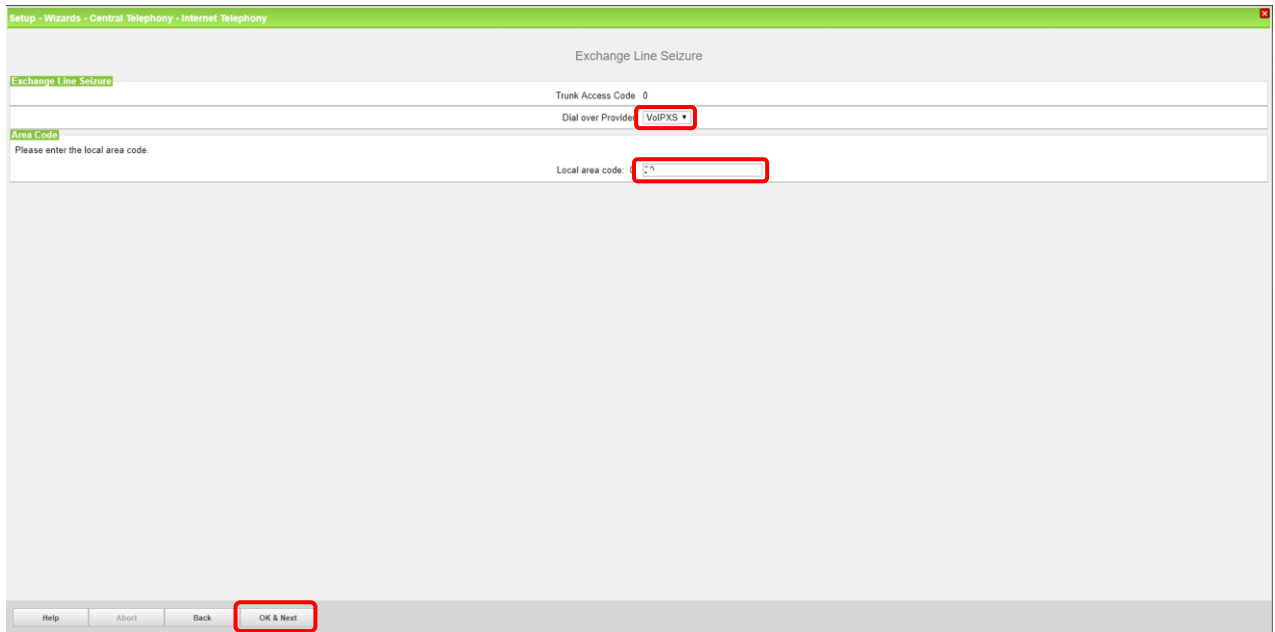 Setup - Wizards - Central Telephony - Internet Telephony
Exchange Line Seizure
Exchange Line Seizure
Trunk Access Code 0
Dial over Provider VoIPXS
Area Code
Please enter the local area code.
Local area code:
Help Abort Back OK & Next